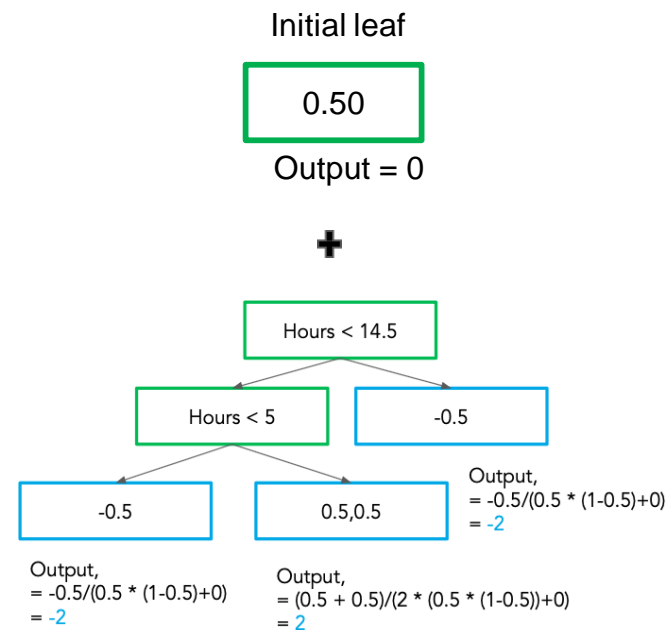 Initial leaf
0.50
Output = 0
+
Hours < 14.5
Hours < 5
-0.5
-0.5
0.5,0.5
Output,
= -0.5/(0.5 * (1-0.5)+0)
= -2
Output,
= -0.5/(0.5 * (1-0.5)+0)
= -2
Output,
= (0.5 + 0.5)/(2 * (0.5 * (1-0.5))+0)
= 2